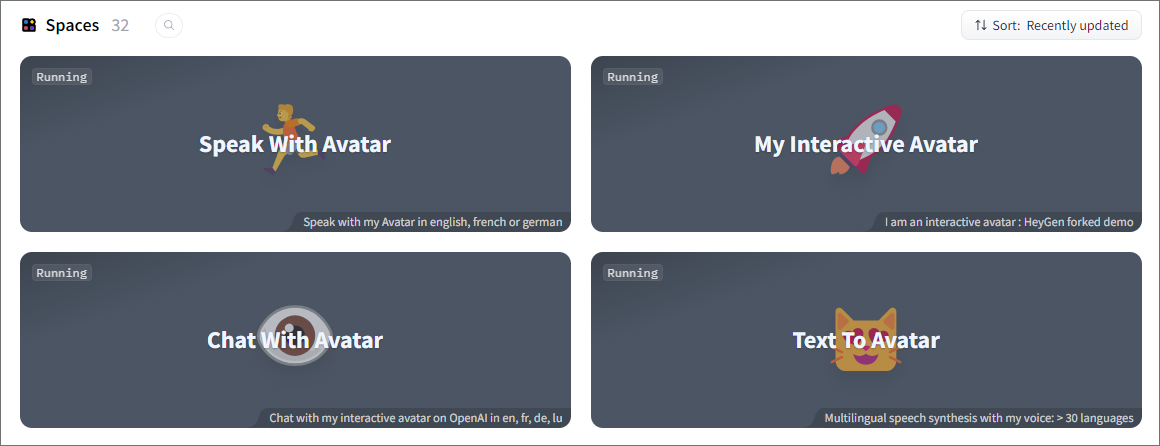 Spaces 32
Sort: Recently updated
Running
Speak With Avatar
Speak with my Avatar in english, french or german
Running
My Interactive Avatar
I am an interactive avatar : HeyGen forked demo
Running
Chat With Avatar
Chat with my interactive avatar on OpenAI in en, fr, de, lu
Running
Text To Avatar
Multilingual speech synthesis with my voice: > 30 languages